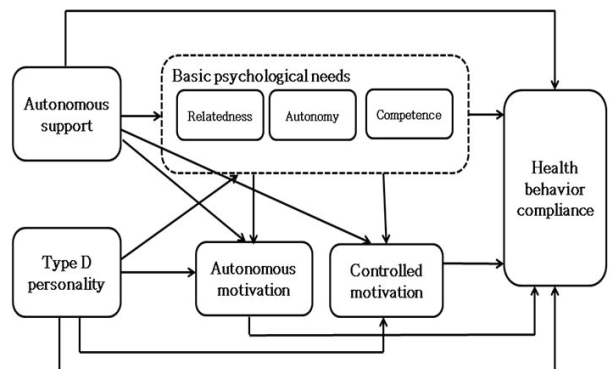 Basic psychological needs
Autonomous
support
Relatedness
Autonomy
Competence
Health
behavior
compliance
Type D
personality
Autonomous
motivation
Controlled
motivation